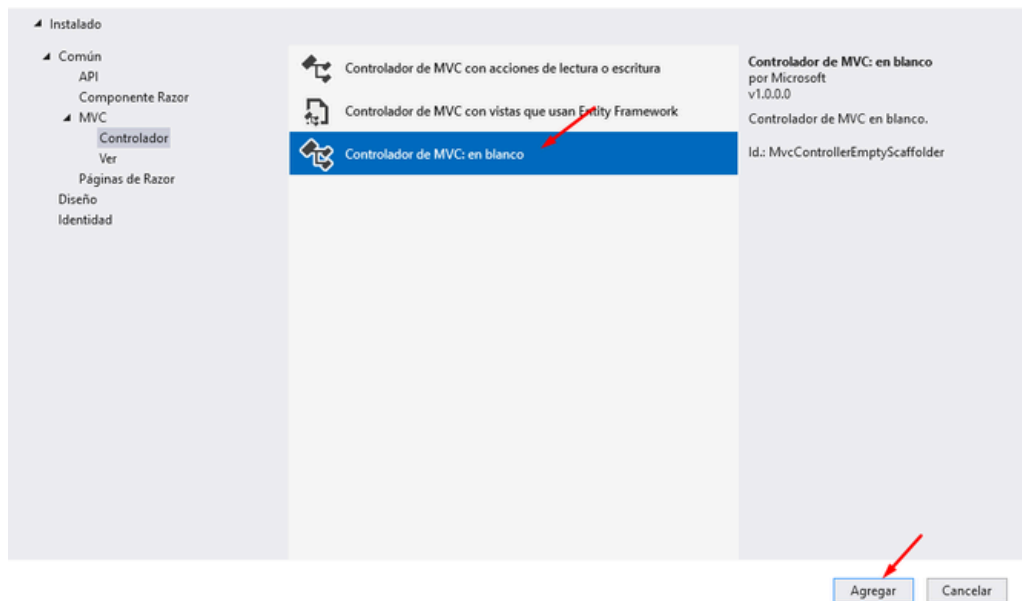 Instalado
Común
API
Componente Razor
MVC
Controlador
Ver
Páginas de Razor
Diseño
Identidad
Controlador de MVC con acciones de lectura o escritura
Controlador de MVC con vistas que usan Entity Framework
Controlador de MVC: en blanco
Controlador de MVC: en blanco
por Microsoft
v1.0.0.0
Controlador de MVC en blanco.
Id.: MvcControllerEmptyScaffolder
Agregar
Cancelar